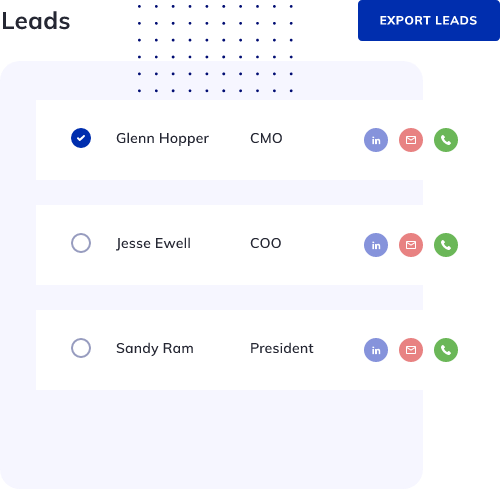 Leads
EXPORT LEADS
Glenn Hopper CMO in
Jesse Ewell COO in
Sandy Ram President in